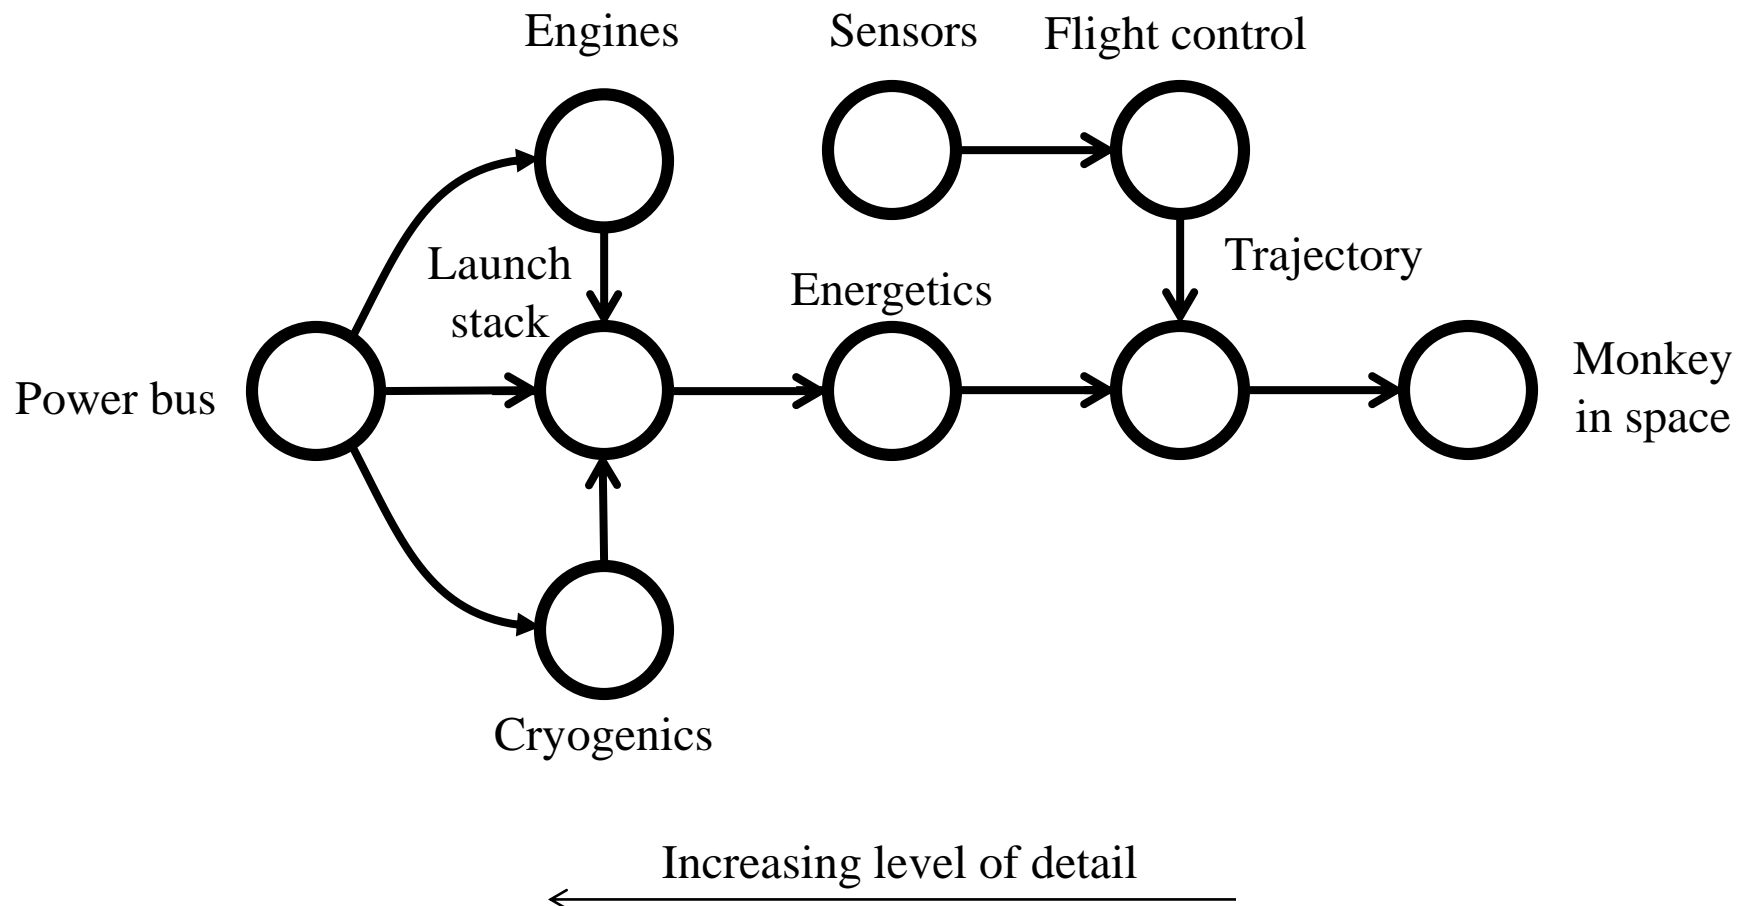 Engines
Sensors
Flight control
Launch
stack
Energetics
Trajectory
Power bus
Monkey
in space
Cryogenics
Increasing level of detail